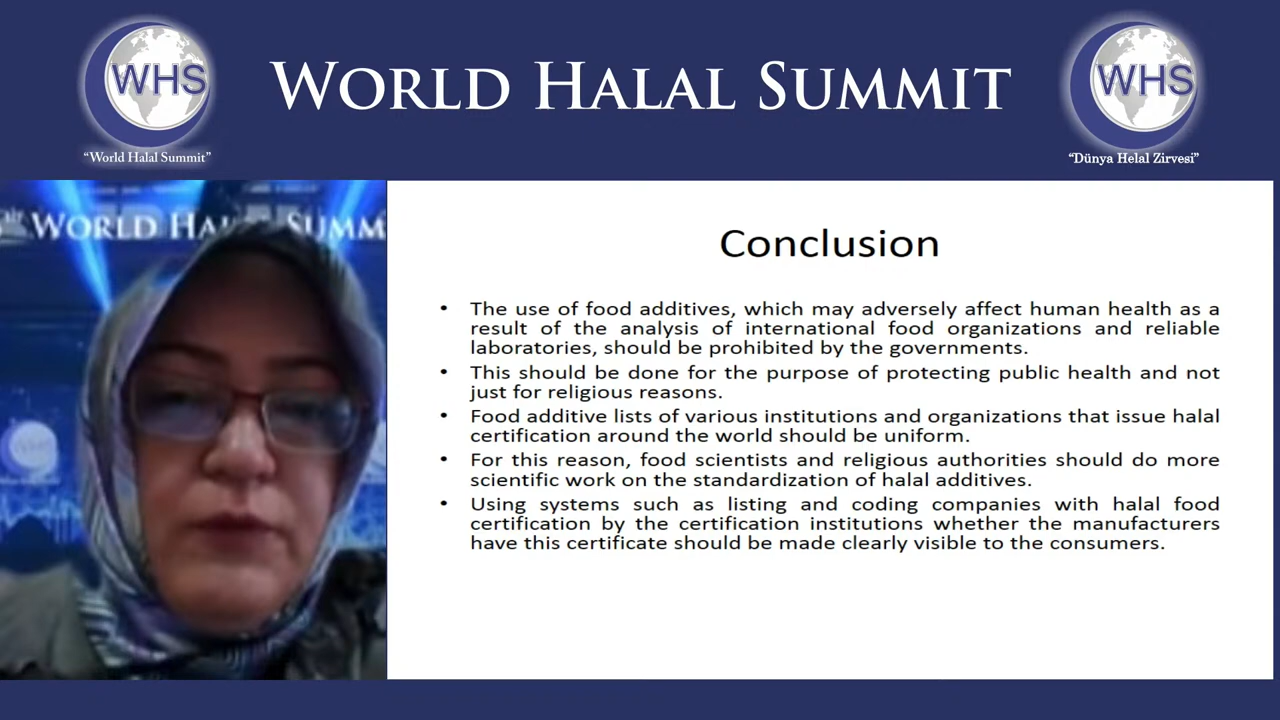 WHS
"World Halal Summit"
WORLD HALAL SUMMIT
WHS
"Dünya Helal Zirvesi"
WORLD HA SUMM
WHS
Conclusion
• The use of food additives, which may adversely affect human health as a
result of the analysis of international food organizations and reliable
laboratories, should be prohibited by the governments.
• This should be done for the purpose of protecting public health and not
just for religious reasons.
• Food additive lists of various institutions and organizations that issue halal
certification around the world should be uniform.
• For this reason, food scientists and religious authorities should do more
scientific work on the standardization of halal additives.
• Using systems such as listing and coding companies with halal food
certification by the certification institutions whether the manufacturers
have this certificate should be made clearly visible to the consumers.